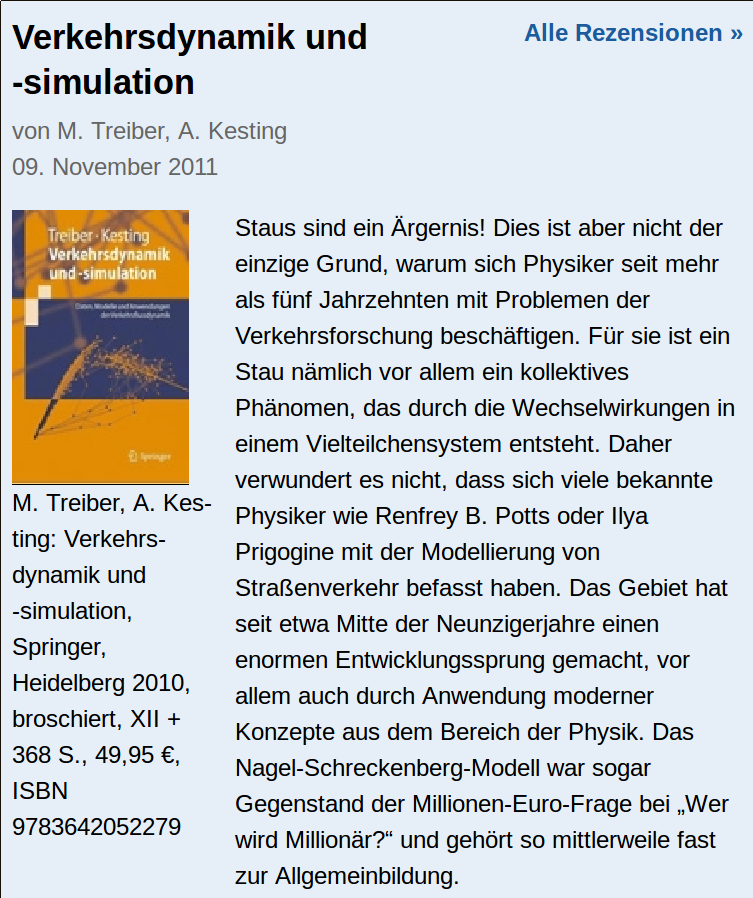 Verkehrsdynamik und
-simulation
Alle Rezensionen »
von M. Treiber, A. Kesting
09. November 2011
Treiber · Kesting
Verkehrsdynamik
und -simulation
Daten, Modelle und Anwendungen
der Verkehrsflussdynamik
Springer
M. Treiber, A. Kes-
ting: Verkehrs-
dynamik und
-simulation,
Springer,
Heidelberg 2010,
broschiert, XII +
368 S., 49,95 €,
ISBN
9783642052279
Staus sind ein Ärgernis! Dies ist aber nicht der
einzige Grund, warum sich Physiker seit mehr
als fünf Jahrzehnten mit Problemen der
Verkehrsforschung beschäftigen. Für sie ist ein
Stau nämlich vor allem ein kollektives
Phänomen, das durch die Wechselwirkungen in
einem Vielteilchensystem entsteht. Daher
verwundert es nicht, dass sich viele bekannte
Physiker wie Renfrey B. Potts oder Ilya
Prigogine mit der Modellierung von
Straßenverkehr befasst haben. Das Gebiet hat
seit etwa Mitte der Neunzigerjahre einen
enormen Entwicklungssprung gemacht, vor
allem auch durch Anwendung moderner
Konzepte aus dem Bereich der Physik. Das
Nagel-Schreckenberg-Modell war sogar
Gegenstand der Millionen-Euro-Frage bei „Wer
wird Millionär?“ und gehört so mittlerweile fast
zur Allgemeinbildung.